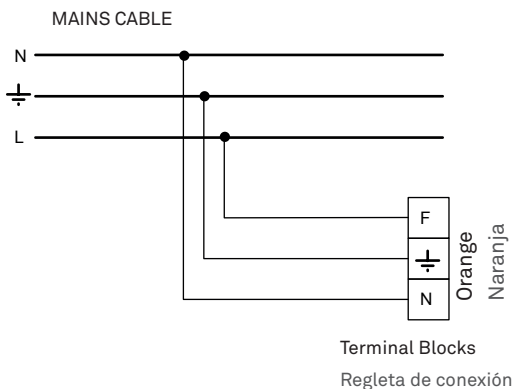 MAINS CABLE
N
L
F
N
Orange
Naranja
Terminal Blocks
Regleta de conexión